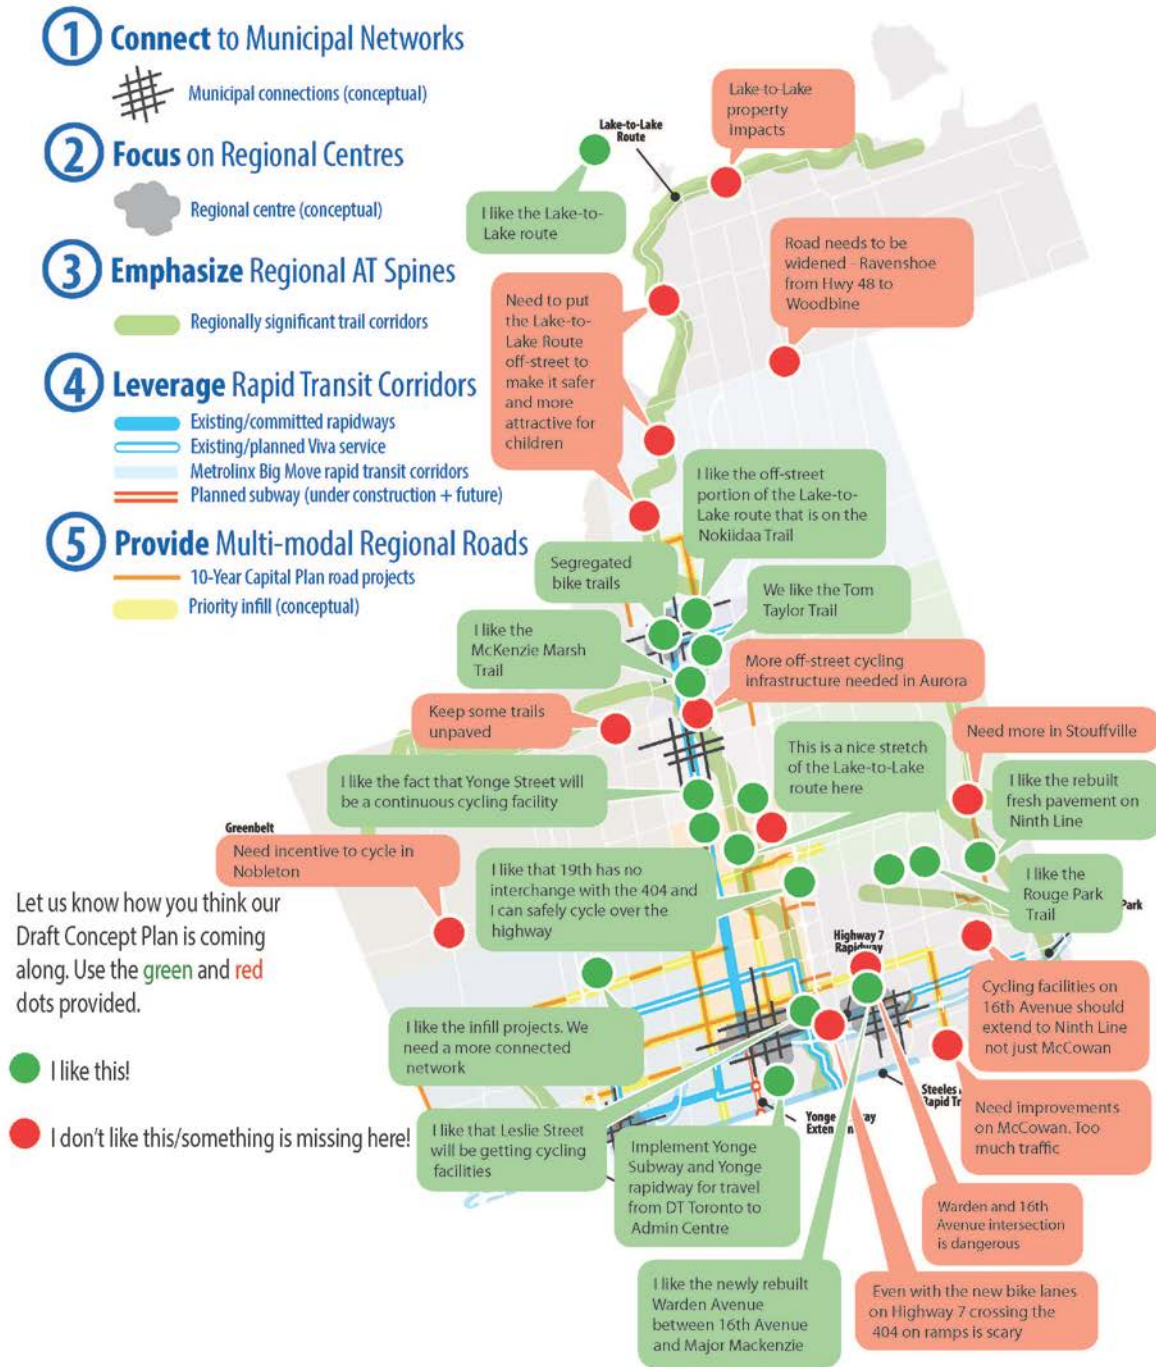 1 Connect to Municipal Networks
Municipal connections (conceptual)
2 Focus on Regional Centres
Regional centre (conceptual)
3 Emphasize Regional AT Spines
Regionally significant trail corridors
4 Leverage Rapid Transit Corridors
Existing/committed rapidways
Existing/planned Viva service
Metrolinx Big Move rapid transit corridors
Planned subway (under construction + future)
5 Provide Multi-modal Regional Roads
10-Year Capital Plan road projects
Priority infill (conceptual)
Let us know how you think our
Draft Concept Plan is coming
along. Use the green and red
dots provided.
I like this!
I don't like this/something is missing here!
Lake-to-Lake
property
impacts
Lake-to-Lake
Route
I like the Lake-to-
Lake route
Road needs to be
widened - Ravenshoe
from Hwy 48 to
Woodbine
Need to put
the Lake-to-
Lake Route
off-street to
make it safer
and more
attractive for
children
I like the off-street
portion of the Lake-to-
Lake route that is on the
Nokiidaa Trail
Segregated
bike trails
We like the Tom
Taylor Trail
I like the
McKenzie Marsh
Trail
More off-street cycling
infrastructure needed in Aurora
Keep some trails
unpaved
Need more in Stouffville
This is a nice stretch
of the Lake-to-Lake
route here
I like the fact that Yonge Street will
be a continuous cycling facility
I like the rebuilt
fresh pavement on
Ninth Line
Greenbelt
Need incentive to cycle in
Nobleton
I like that 19th has no
interchange with the 404 and
I can safely cycle over the
highway
I like the
Rouge Park
Trail
Park
Highway 7
Rapidway
Cycling facilities on
16th Avenue should
extend to Ninth Line
not just McCowan
I like the infill projects. We
need a more connected
network
Steeles
Rapid Tr
Yonge
Exten
Need improvements
on McCowan. Too
much traffic
I like that Leslie Street
will be getting cycling
facilities
Implement Yonge
Subway and Yonge
rapidway for travel
from DT Toronto to
Admin Centre
Warden and 16th
Avenue intersection
is dangerous
I like the newly rebuilt
Warden Avenue
between 16th Avenue
and Major Mackenzie
Even with the new bike lanes
on Highway 7 crossing the
404 on ramps is scary